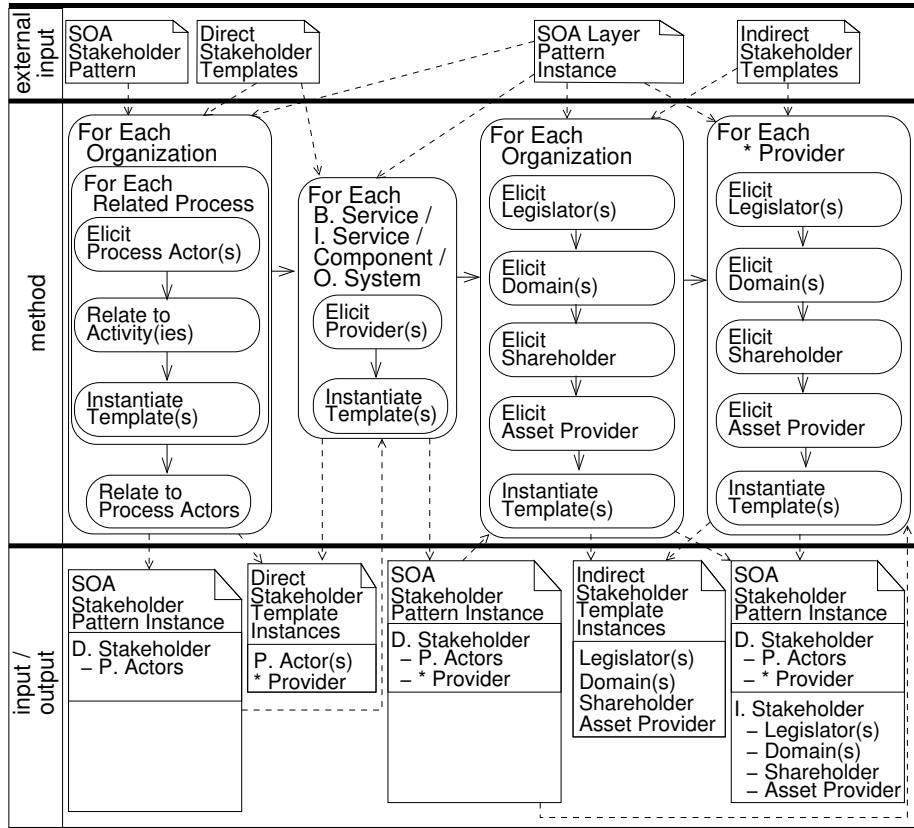 external
input
SOA
Stakeholder
Pattern
Direct
Stakeholder
Templates
SOA Layer
Pattern
Instance
Indirect
Stakeholder
Templates
method
For Each
Organization
For Each
Related Process
Elicit
Process Actor(s)
Relate to
Activity(ies)
Instantiate
Template(s)
Relate to
Process Actors
For Each
B. Service /
I. Service /
Component /
O. System
Elicit
Provider(s)
Instantiate
Template(s)
For Each
Organization
Elicit
Legislator(s)
Elicit
Domain(s)
Elicit
Shareholder
Elicit
Asset Provider
Instantiate
Template(s)
For Each
* Provider
Elicit
Legislator(s)
Elicit
Domain(s)
Elicit
Shareholder
Elicit
Asset Provider
Instantiate
Template(s)
input /
output
SOA
Stakeholder
Pattern Instance
D. Stakeholder
– P. Actors
Direct
Stakeholder
Template
Instances
P. Actor(s)
* Provider
SOA
Stakeholder
Pattern Instance
D. Stakeholder
– P. Actors
– * Provider
Indirect
Stakeholder
Template
Instances
Legislator(s)
Domain(s)
Shareholder
Asset Provider
SOA
Stakeholder
Pattern Instance
D. Stakeholder
– P. Actors
– * Provider
I. Stakeholder
– Legislator(s)
– Domain(s)
– Shareholder
– Asset Provider